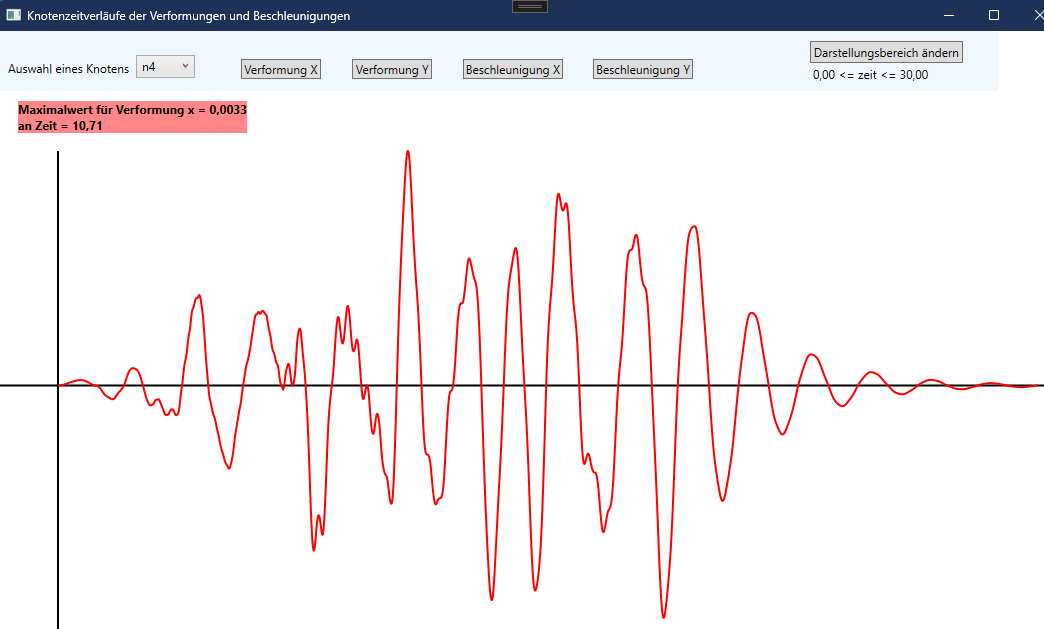 Knotenzeitverläufe der Verformungen und Beschleunigungen
Auswahl eines Knotens n4 Verformung X Verformung Y Beschleunigung X Beschleunigung Y
Darstellungsbereich ändern
0,00 <= zeit <= 30,00
Maximalwert für Verformung x = 0,0033
an Zeit = 10,71